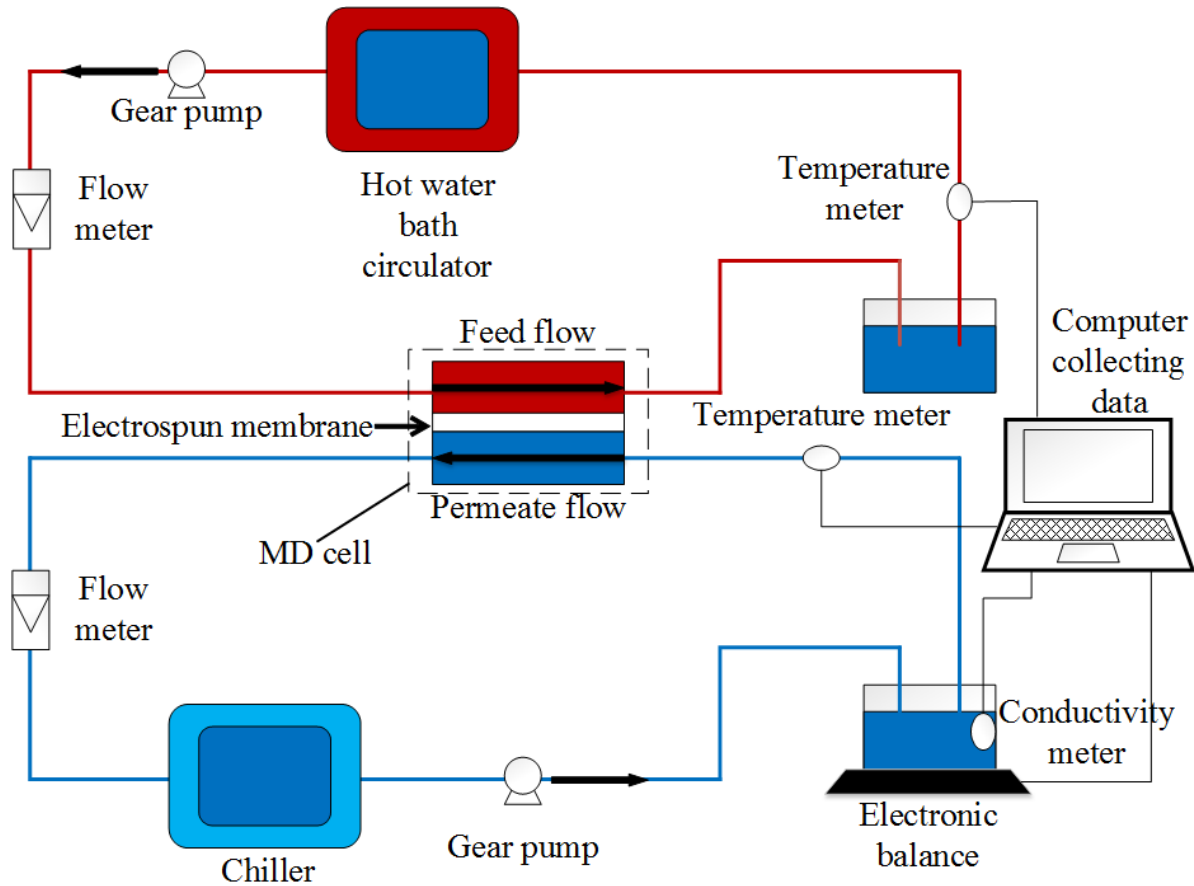 Gear pump
Hot water
bath
circulator
Flow
meter
Temperature
meter
Feed flow
Computer
collecting
data
Electrospun membrane
Temperature meter
Permeate flow
MD cell
Flow
meter
Conductivity
meter
Chiller
Gear pump
Electronic
balance